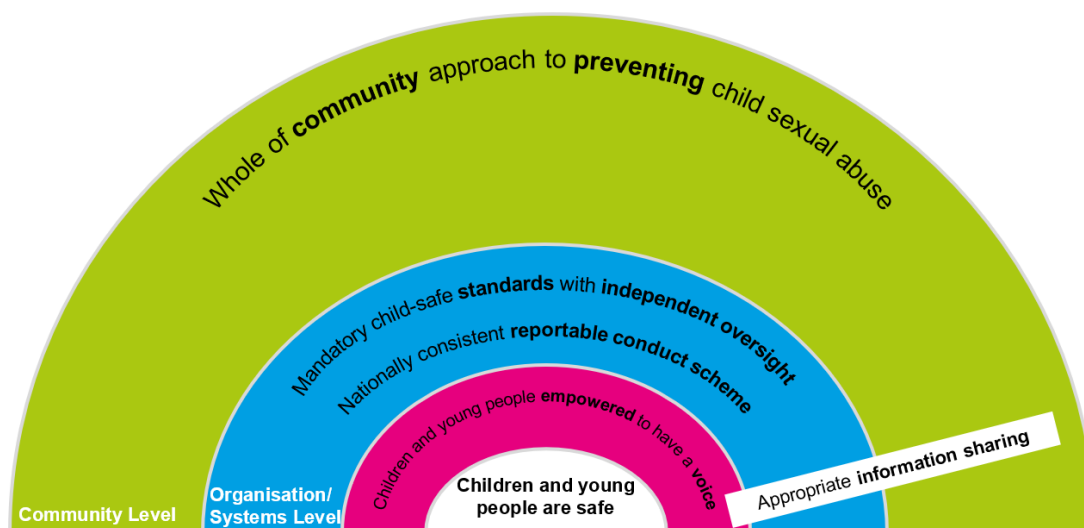 Whole of community approach to preventing child sexual abuse
Mandatory child-safe standards with independent oversight
Nationally consistent reportable conduct scheme
Children and young people empowered to have a voice
Children and young
people are safe
Appropriate information sharing
Organisation/
Systems Level
Community Level